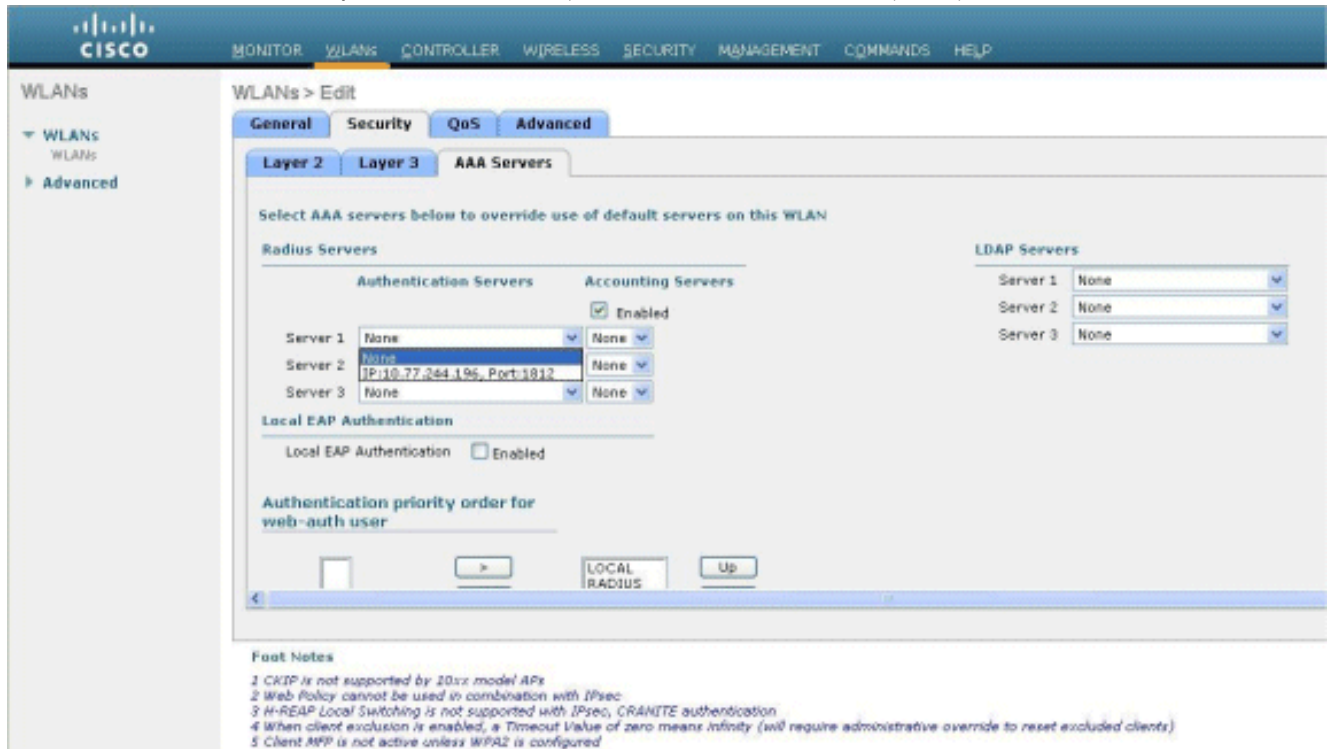 CISCO
MONITOR WLANs CONTROLLER WIRELESS SECURITY MANAGEMENT COMMANDS HELP
WLANs
WLANs
WLANs
Advanced
WLANs > Edit
General Security QoS Advanced
Layer 2 Layer 3 AAA Servers
Select AAA servers below to override use of default servers on this WLAN
Radius Servers
Authentication Servers Accounting Servers
Enabled
Server 1 None None
None
Server 2 None
IP:10.77.244.196, Port:1812
Server 3 None None
LDAP Servers
Server 1 None
Server 2 None
Server 3 None
Local EAP Authentication
Local EAP Authentication Enabled
Authentication priority order for
web-auth user
> LOCAL Up
RADIUS
Foot Notes
1 CKIP is not supported by 10xx model APs
2 Web Policy cannot be used in combination with IPsec
3 H-REAP Local Switching is not supported with IPsec, CRANITE authentication
4 When client exclusion is enabled, a Timeout Value of zero means infinity (will require administrative override to reset excluded clients)
5 Client MFP is not active unless WPA2 is configured